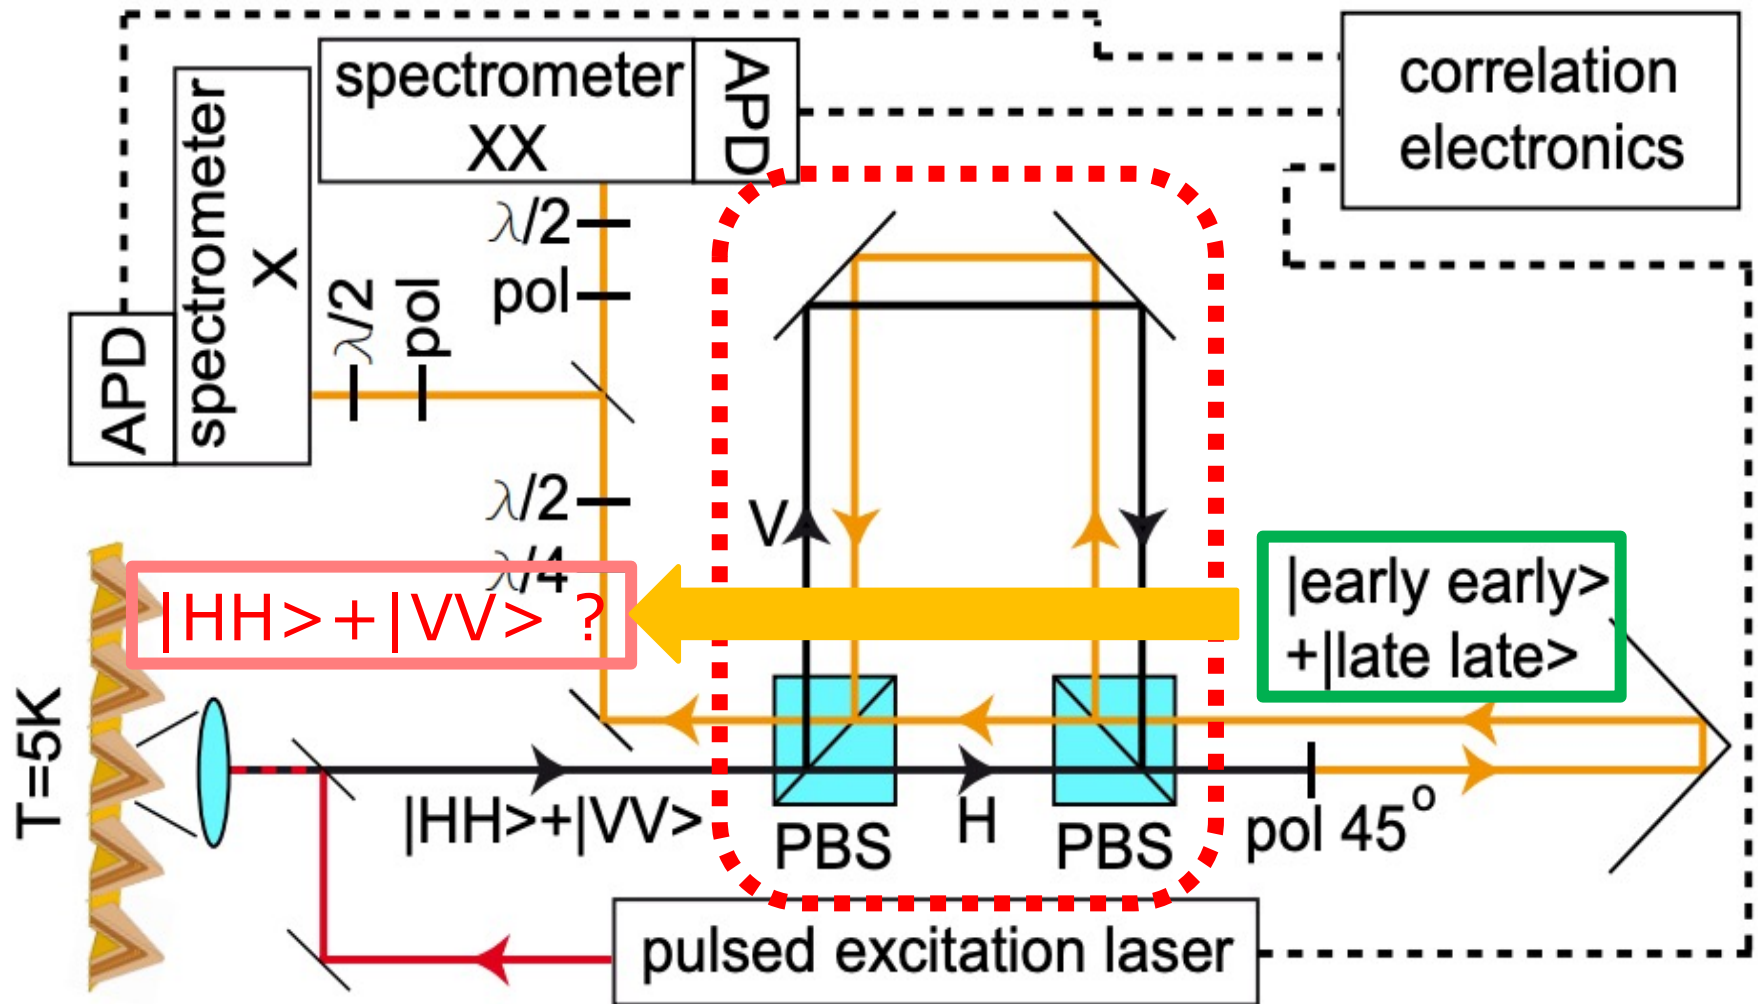 spectrometer
XX
APD
correlation
electronics
spectrometer
X
APD
λ/2
pol
λ/2
pol
λ/2
λ/4
V
|HH>+|VV> ?
|early early>
+|late late>
T=5K
|HH>+|VV>
PBS
H
PBS
pol 45°
pulsed excitation laser